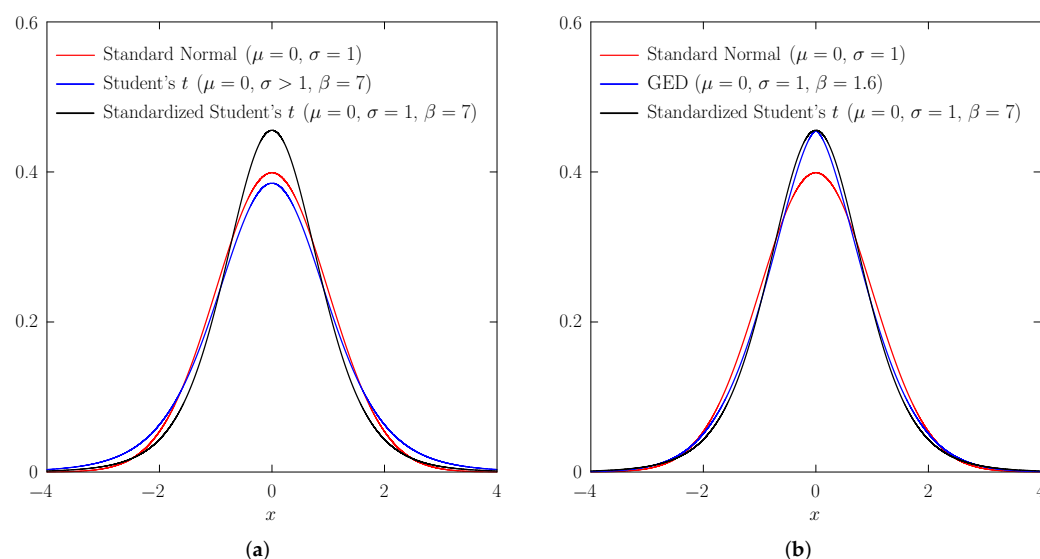 0.6
Standard Normal (μ = 0, σ = 1)
Student's t (μ = 0, σ > 1, β = 7)
Standardized Student's t (μ = 0, σ = 1, β = 7)
0.4
0.2
0
−4
−2
0
2
4
x
(a)
0.6
Standard Normal (μ = 0, σ = 1)
GED (μ = 0, σ = 1, β = 1.6)
Standardized Student's t (μ = 0, σ = 1, β = 7)
0.4
0.2
0
−4
−2
0
2
4
x
(b)